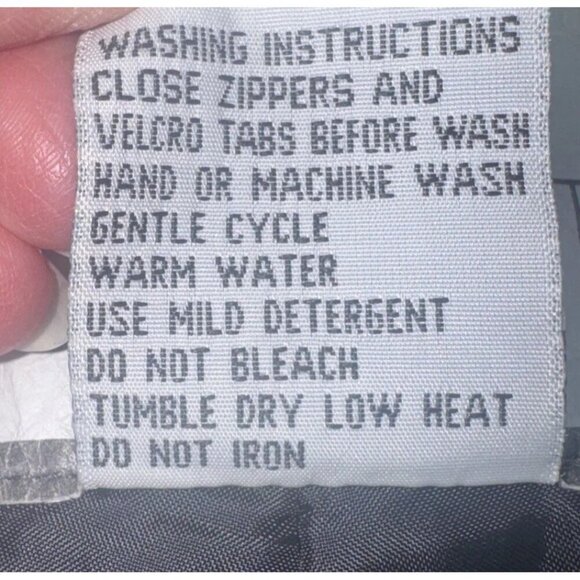 WASHING INSTRUCTIONS
CLOSE ZIPPERS AND
VELCRO TABS BEFORE WASH
HAND OR MACHINE WASH
GENTLE CYCLE
WARM WATER
USE MILD DETERGENT
DO NOT BLEACH
TUMBLE DRY LOW HEAT
DO NOT IRON